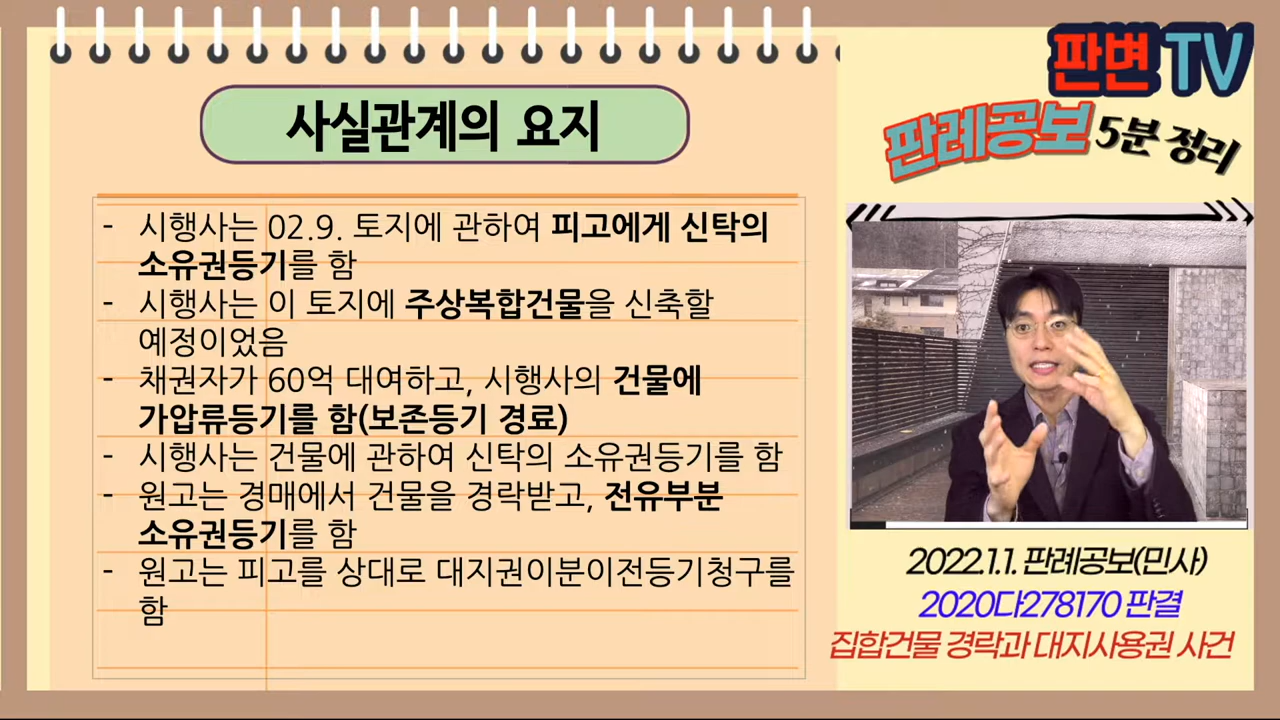 판변 TV
판례공보 5분 정리
사실관계의 요지
- 시행사는 02.9. 토지에 관하여 피고에게 신탁의
소유권등기를 함
- 시행사는 이 토지에 주상복합건물을 신축할
예정이었음
- 채권자가 60억 대여하고, 시행사의 건물에
가압류등기를 함(보존등기 경료)
- 시행사는 건물에 관하여 신탁의 소유권등기를 함
- 원고는 경매에서 건물을 경락받고, 전유부분
소유권등기를 함
- 원고는 피고를 상대로 대지권이분이전등기청구를
함
2022.1.1. 판례공보(민사)
2020다278170 판결
집합건물 경락과 대지사용권 사건